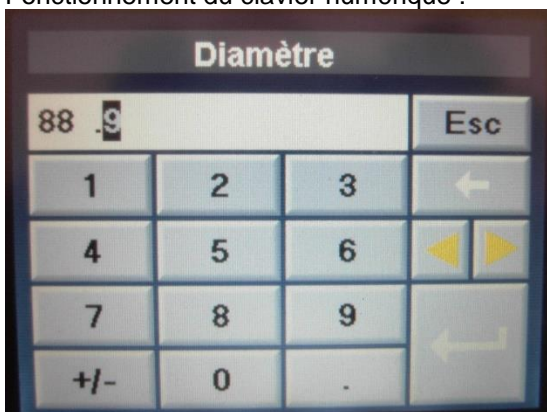 Fonctionnement du clavier numérique :
Diamètre
88 .9 Esc
1 2 3
4 5 6
7 8 9
+/- 0 .